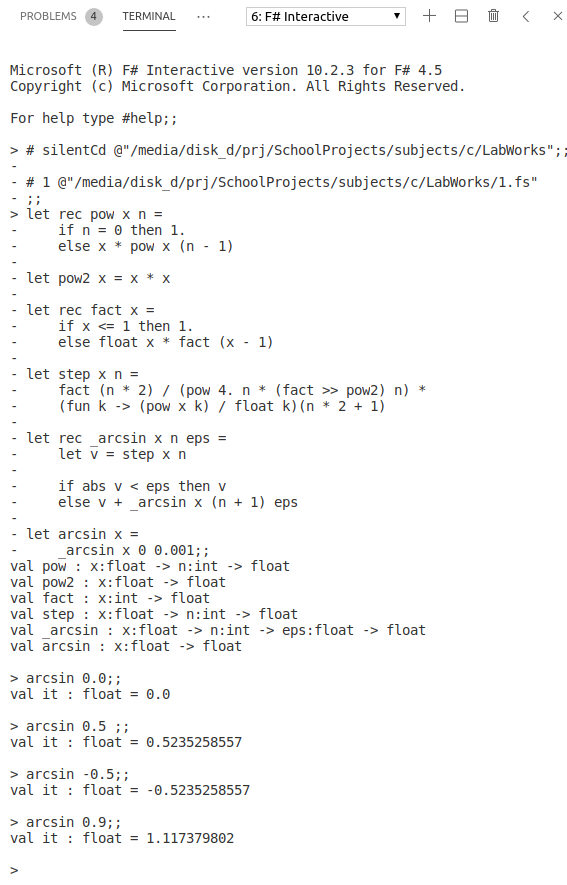 PROBLEMS 4 TERMINAL ··· 6: F# Interactive
Microsoft (R) F# Interactive version 10.2.3 for F# 4.5
Copyright (c) Microsoft Corporation. All Rights Reserved.
For help type #help;;
> # silentCd @"/media/disk_d/prj/SchoolProjects/subjects/c/LabWorks";;
-
- # 1 @"/media/disk_d/prj/SchoolProjects/subjects/c/LabWorks/1.fs"
- ;;
> let rec pow x n =
-     if n = 0 then 1.
-     else x * pow x (n - 1)
-
- let pow2 x = x * x
-
- let rec fact x =
-     if x <= 1 then 1.
-     else float x * fact (x - 1)
-
- let step x n =
-     fact (n * 2) / (pow 4. n * (fact >> pow2) n) *
-     (fun k -> (pow x k) / float k)(n * 2 + 1)
-
- let rec _arcsin x n eps =
-     let v = step x n
-
-     if abs v < eps then v
-     else v + _arcsin x (n + 1) eps
-
- let arcsin x =
-     _arcsin x 0 0.001;;
val pow : x:float -> n:int -> float
val pow2 : x:float -> float
val fact : x:int -> float
val step : x:float -> n:int -> float
val _arcsin : x:float -> n:int -> eps:float -> float
val arcsin : x:float -> float
> arcsin 0.0;;
val it : float = 0.0
> arcsin 0.5 ;;
val it : float = 0.5235258557
> arcsin -0.5;;
val it : float = -0.5235258557
> arcsin 0.9;;
val it : float = 1.117379802
>